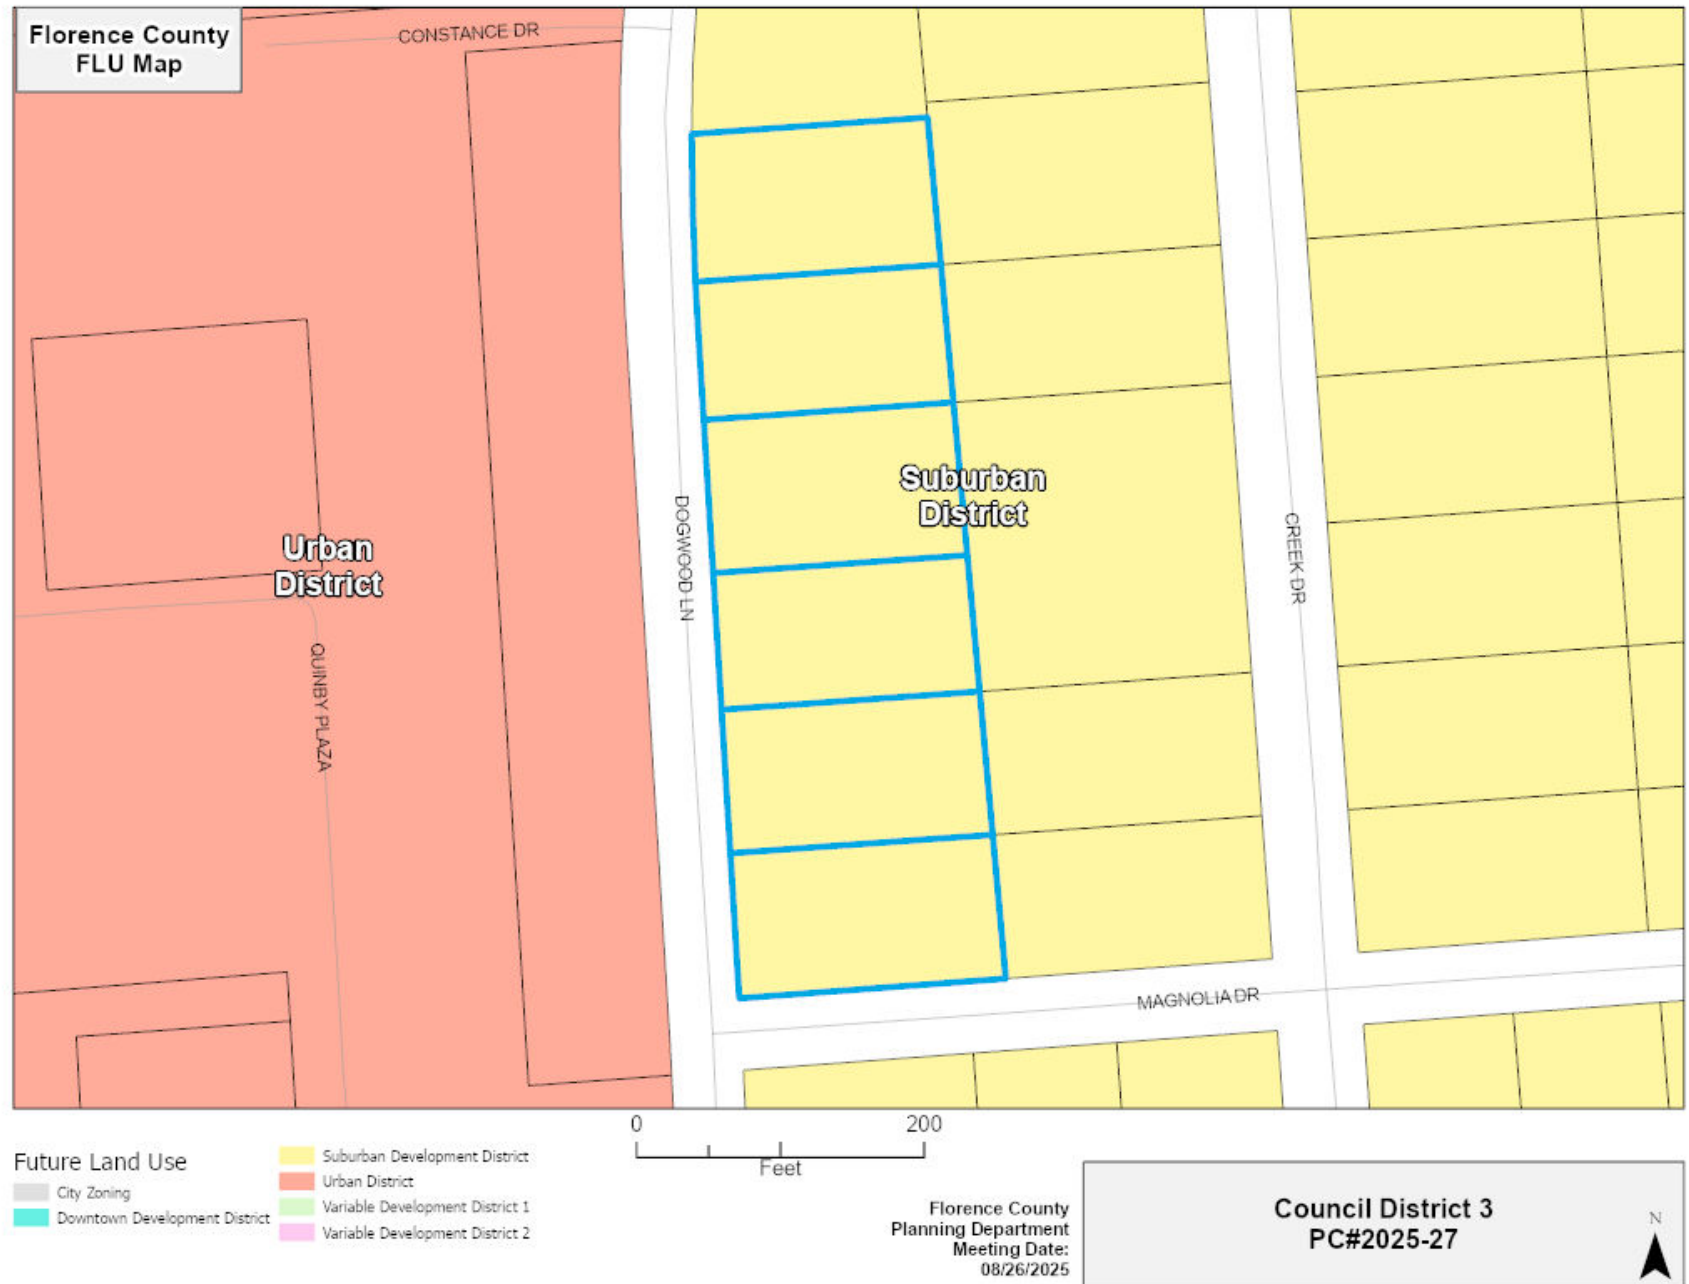 Florence County
FLU Map
CONSTANCE DR
Suburban
District
Urban
District
DOGWOOD LN
CREEK DR
QUINBY PLAZA
MAGNOLIA DR
0 200
Feet
Future Land Use
City Zoning
Downtown Development District
Suburban Development District
Urban District
Variable Development District 1
Variable Development District 2
Florence County
Planning Department
Meeting Date:
08/26/2025
Council District 3
PC#2025-27
N